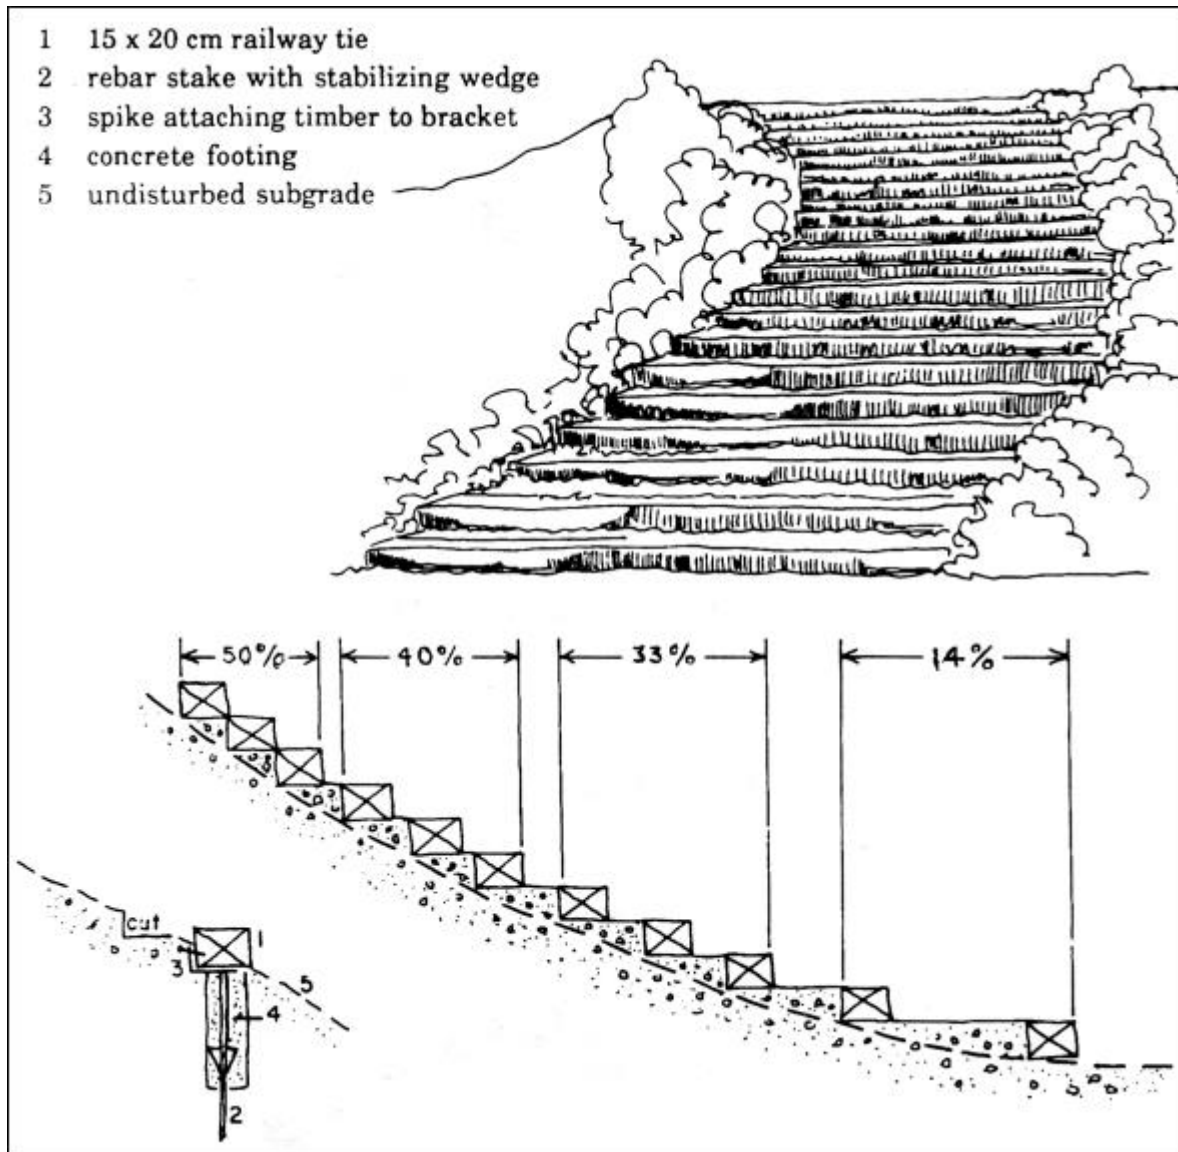 1 15 x 20 cm railway tie
2 rebar stake with stabilizing wedge
3 spike attaching timber to bracket
4 concrete footing
5 undisturbed subgrade
50% 40% 33% 14%
cut
1
3
5
4
2